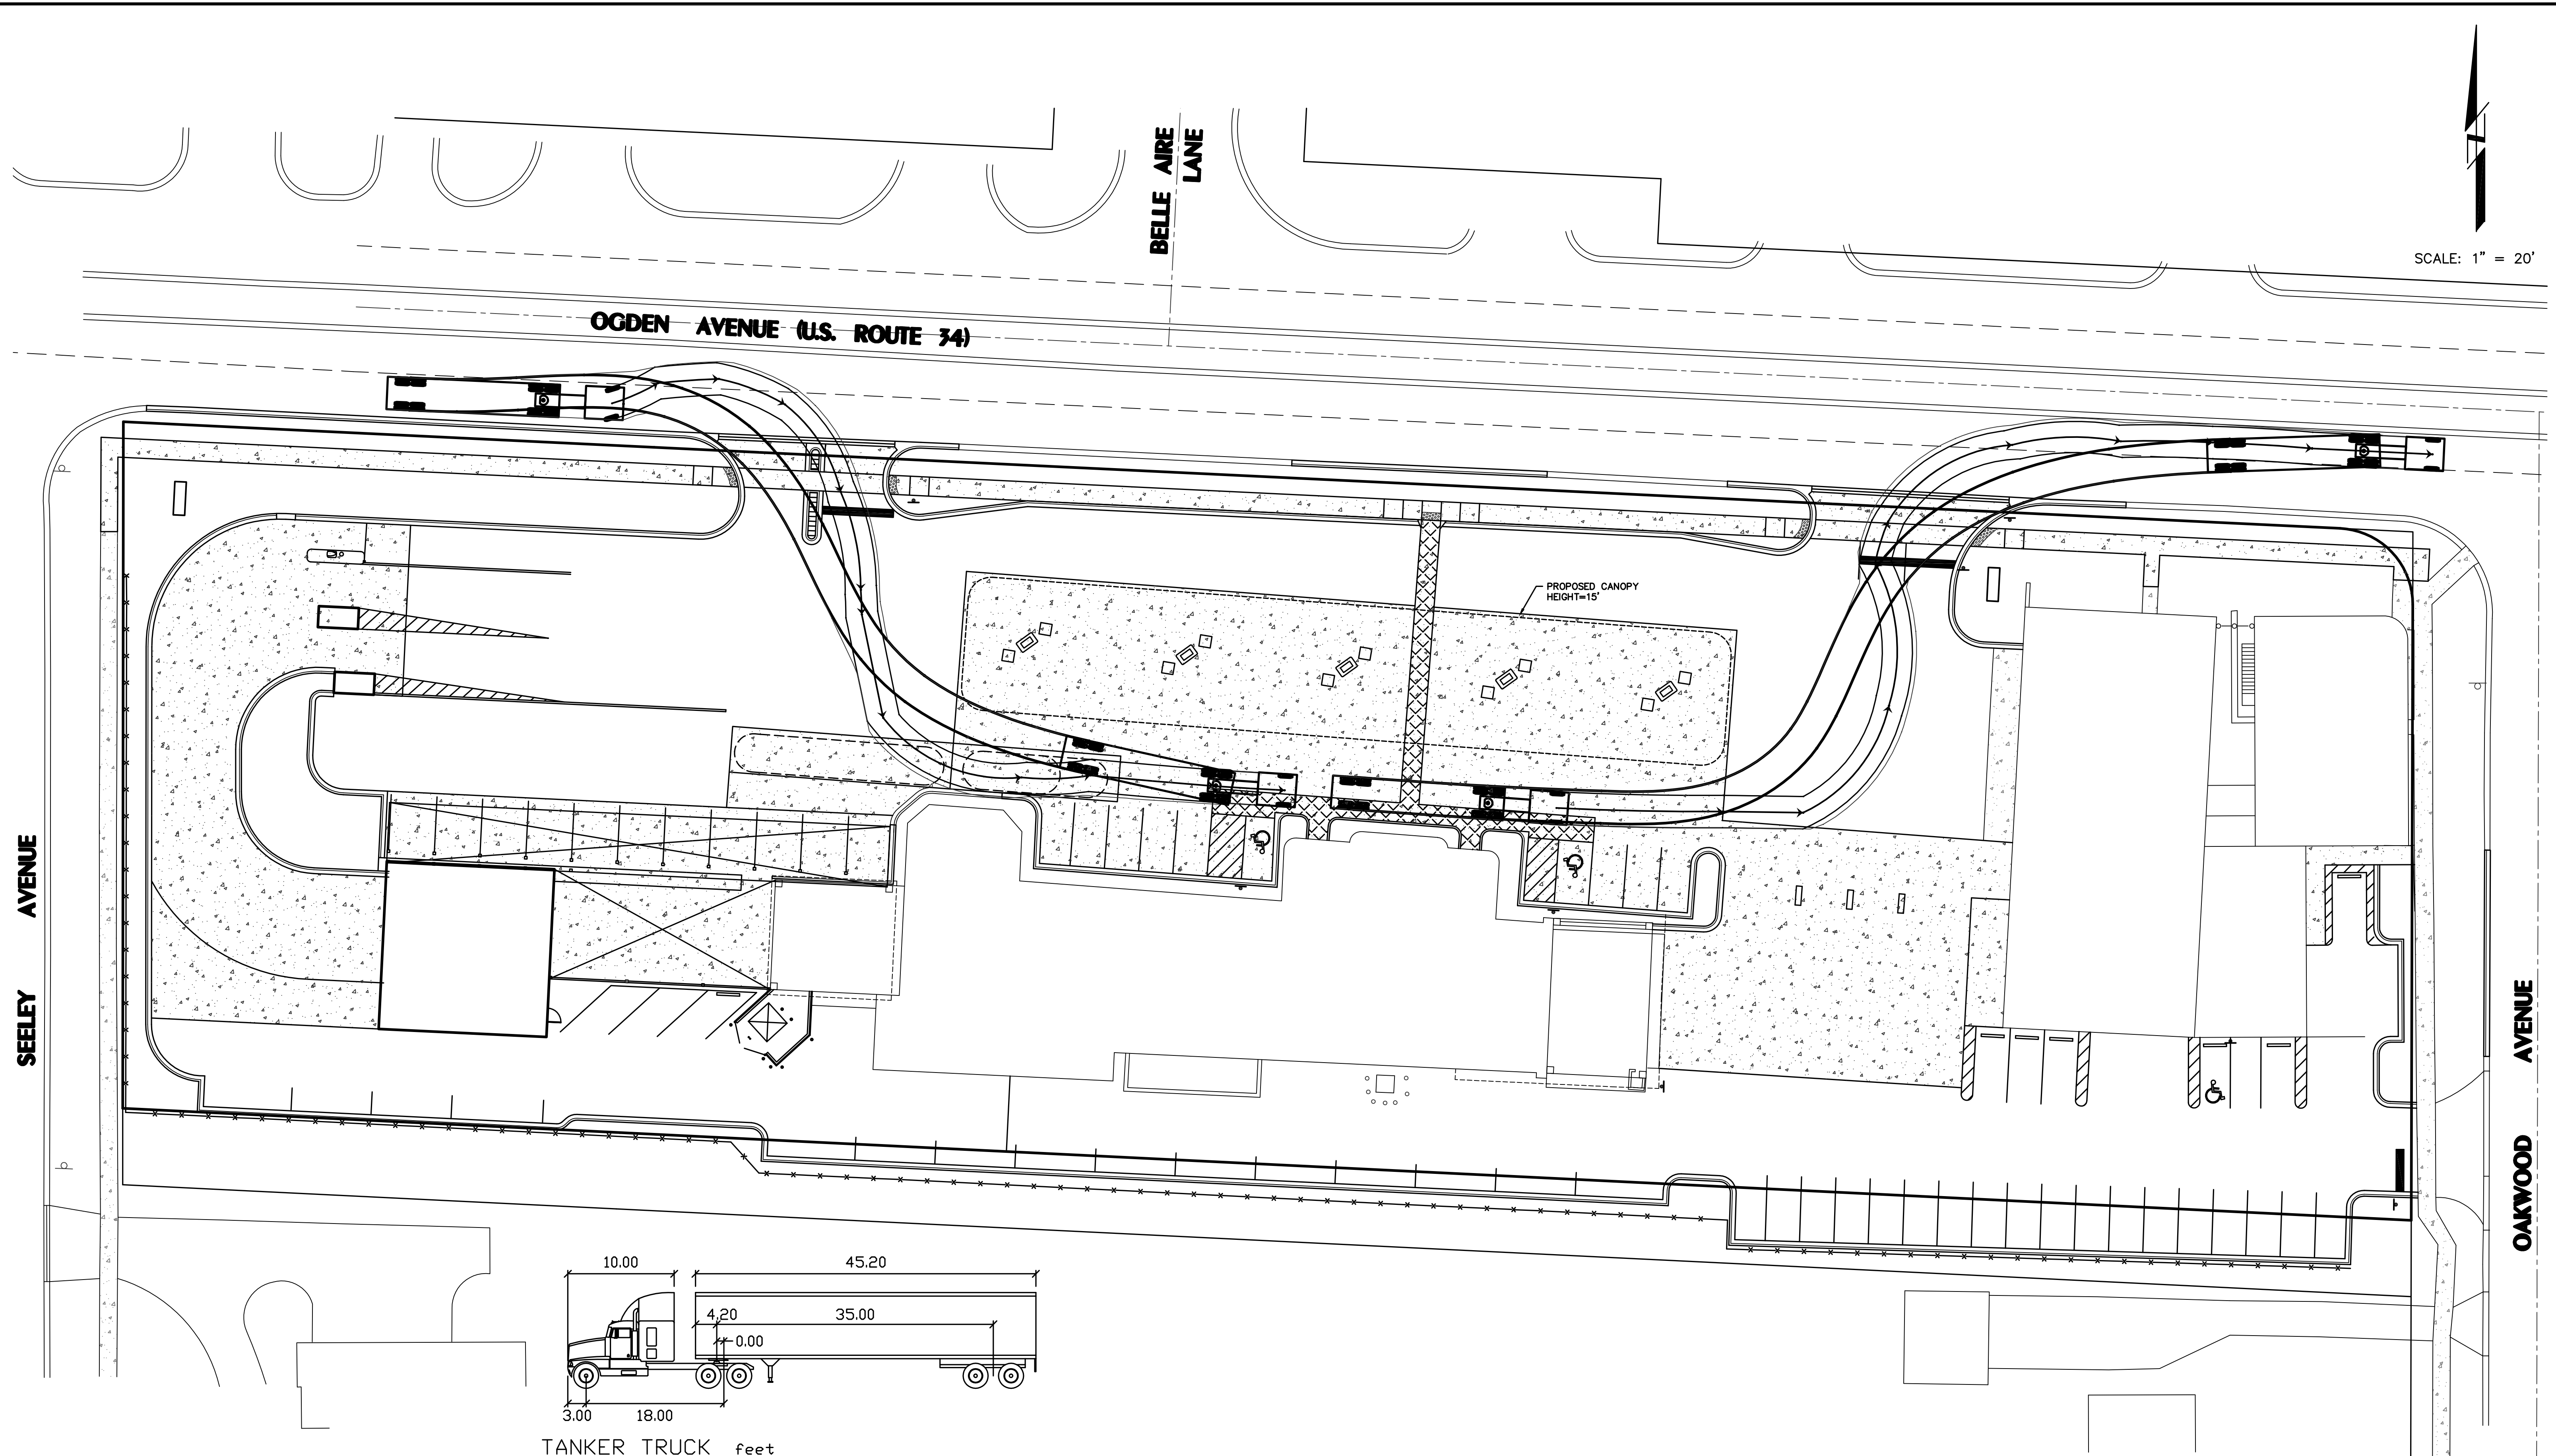 BELLE AIRE
LANE
SCALE: 1" = 20'
OGDEN AVENUE (U.S. ROUTE 34)
PROPOSED CANOPY
HEIGHT=15'
SEELEY AVENUE
OAKWOOD AVENUE
10.00
45.20
4.20
35.00
0.00
3.00
18.00
TANKER TRUCK feet